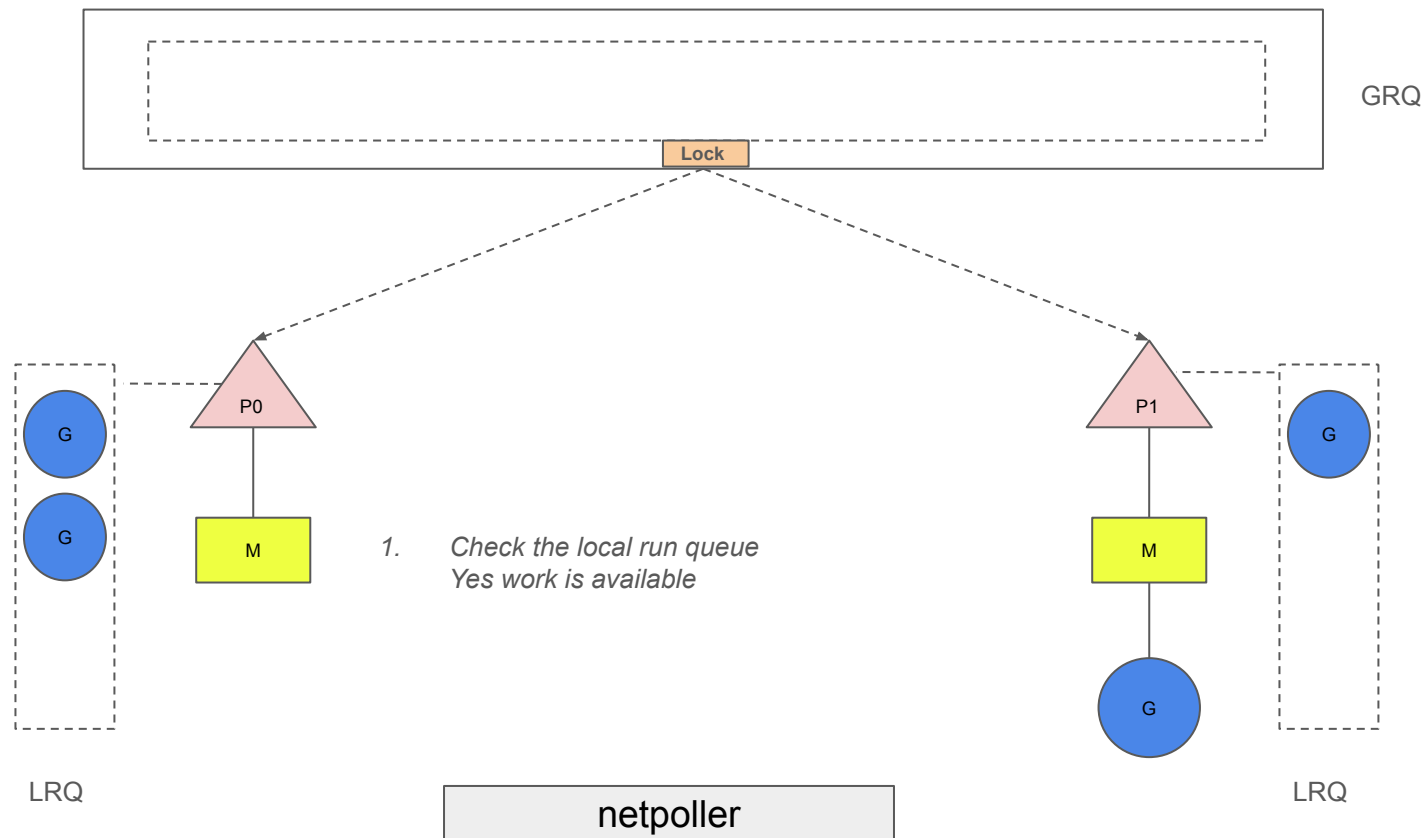 GRQ
Lock
P0
P1
G
G
G
M
M
1. Check the local run queue
Yes work is available
G
LRQ
LRQ
netpoller